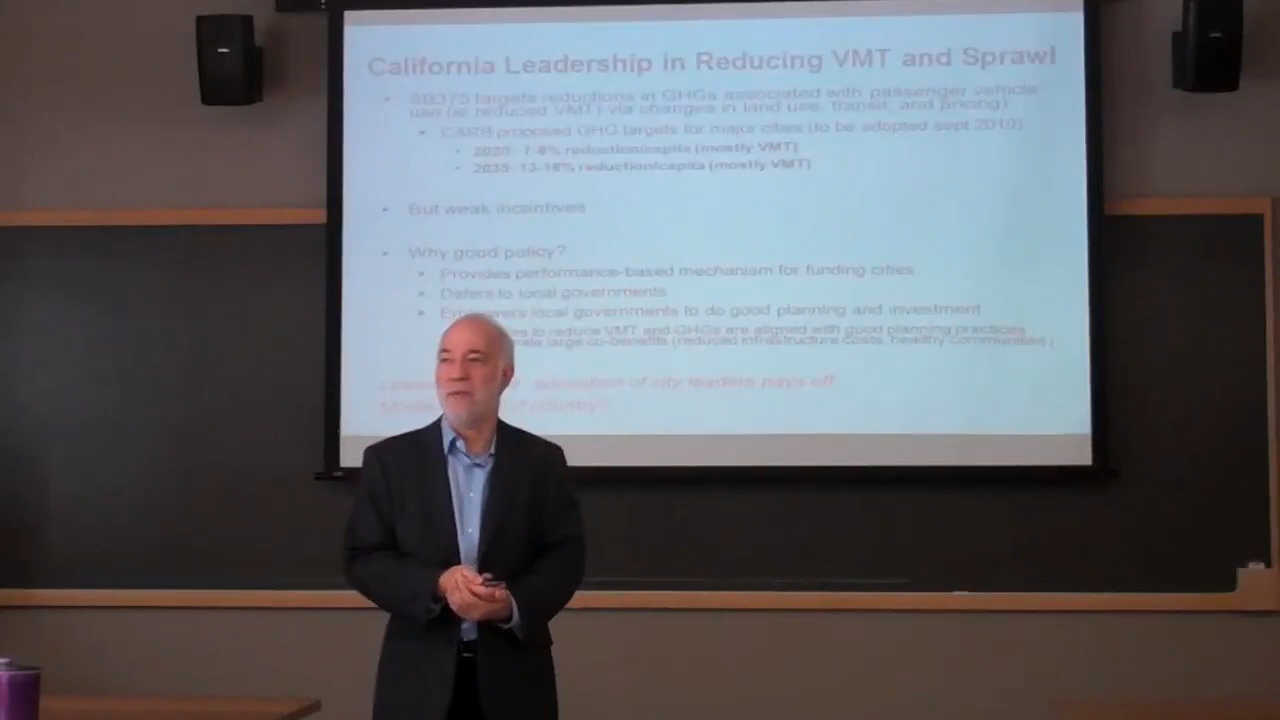 California Leadership in Reducing VMT and Sprawl
• SB375 targets reductions in GHGs associated with passenger vehicle
use (ie reduced VMT) via changes in land use, transit, and pricing)
• CARB proposed GHG targets for major cities (to be adopted sept 2010)
• 2020: 7-8% reduction/capita (mostly VMT)
• 2035: 13-16% reduction/capita (mostly VMT)
• But weak incentives
• Why good policy?
• Provides performance-based mechanism for funding cities
• Defers to local governments
• Empowers local governments to do good planning and investment
to reduce VMT and GHGs are aligned with good planning practices
large co-benefits (reduced infrastructure costs, healthy communities)
education of city leaders pays off